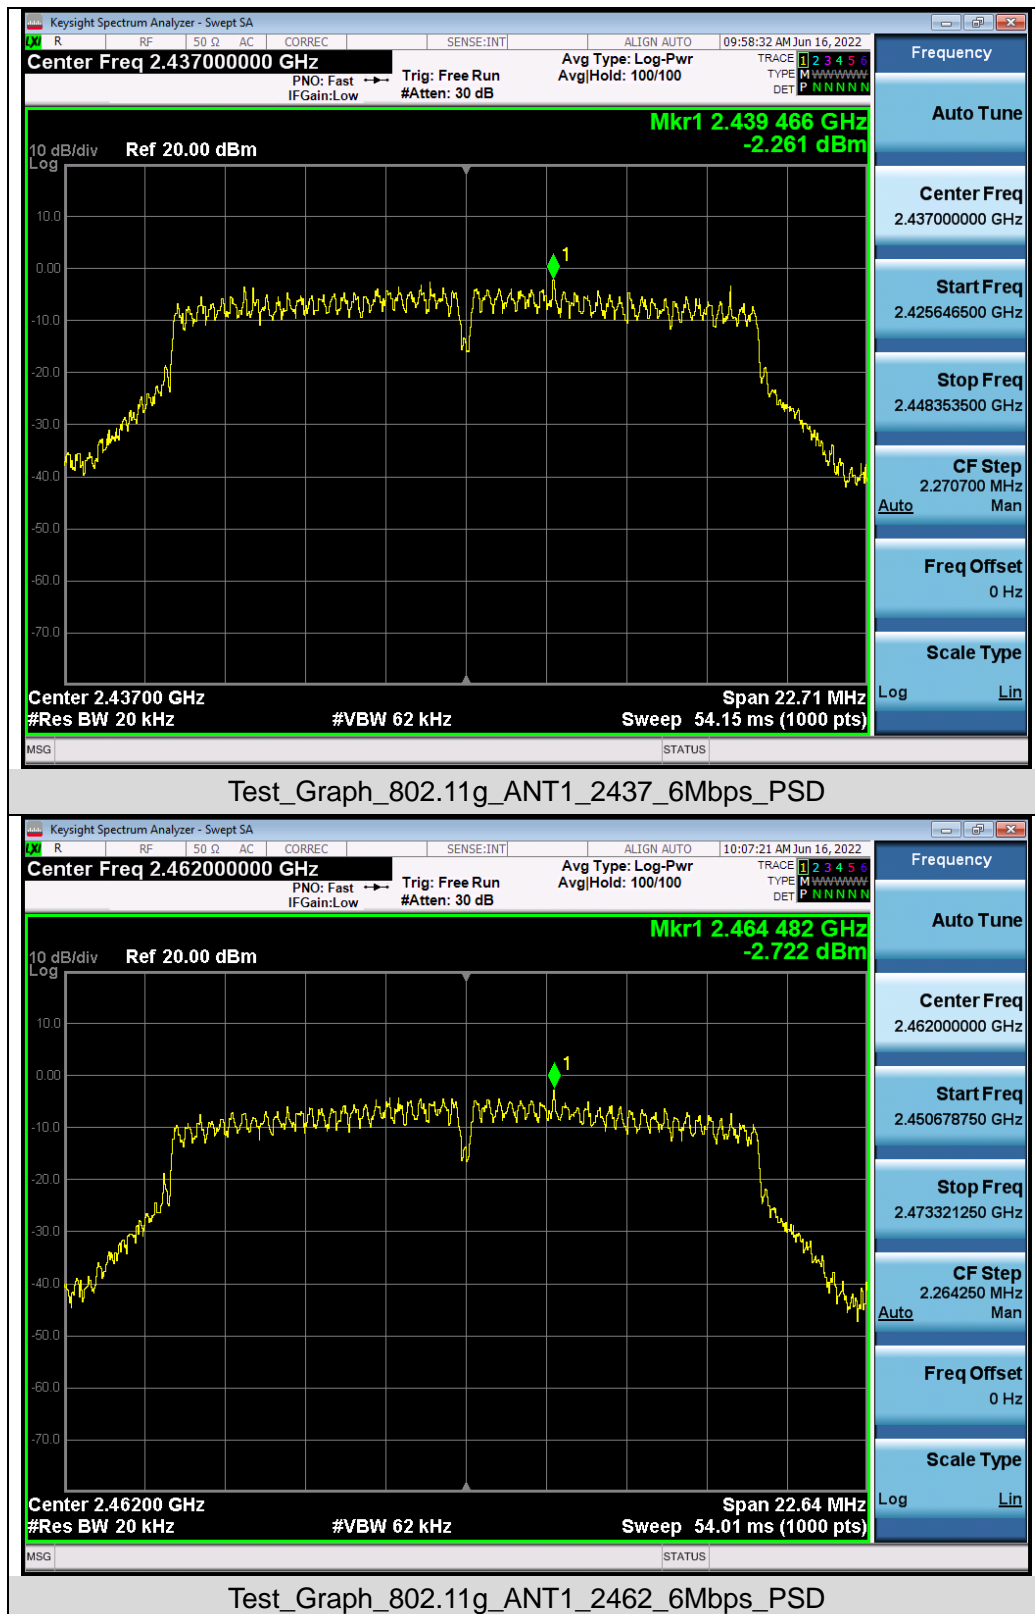 Keysight Spectrum Analyzer - Swept SA
LXI R RF 50 Ω AC CORREC SENSE:INT ALIGN AUTO 09:58:32 AM Jun 16, 2022
Center Freq 2.437000000 GHz
PNO: Fast
IFGain:Low
Trig: Free Run
#Atten: 30 dB
Avg Type: Log-Pwr
Avg|Hold: 100/100
TRACE 1 2 3 4 5 6
TYPE M WWWWW
DET P N N N N N
Mkr1 2.439 466 GHz
-2.261 dBm
10 dB/div Ref 20.00 dBm
Log
10.0
0.00
-10.0
-20.0
-30.0
-40.0
-50.0
-60.0
-70.0
1
Center 2.43700 GHz Span 22.71 MHz
#Res BW 20 kHz #VBW 62 kHz Sweep 54.15 ms (1000 pts)
MSG STATUS
Frequency
Auto Tune
Center Freq
2.437000000 GHz
Start Freq
2.425646500 GHz
Stop Freq
2.448353500 GHz
CF Step
2.270700 MHz
Auto Man
Freq Offset
0 Hz
Scale Type
Log Lin
Test_Graph_802.11g_ANT1_2437_6Mbps_PSD
Keysight Spectrum Analyzer - Swept SA
LXI R RF 50 Ω AC CORREC SENSE:INT ALIGN AUTO 10:07:21 AM Jun 16, 2022
Center Freq 2.462000000 GHz
PNO: Fast
IFGain:Low
Trig: Free Run
#Atten: 30 dB
Avg Type: Log-Pwr
Avg|Hold: 100/100
TRACE 1 2 3 4 5 6
TYPE M WWWWW
DET P N N N N N
Mkr1 2.464 482 GHz
-2.722 dBm
10 dB/div Ref 20.00 dBm
Log
10.0
0.00
-10.0
-20.0
-30.0
-40.0
-50.0
-60.0
-70.0
1
Center 2.46200 GHz Span 22.64 MHz
#Res BW 20 kHz #VBW 62 kHz Sweep 54.01 ms (1000 pts)
MSG STATUS
Frequency
Auto Tune
Center Freq
2.462000000 GHz
Start Freq
2.450678750 GHz
Stop Freq
2.473321250 GHz
CF Step
2.264250 MHz
Auto Man
Freq Offset
0 Hz
Scale Type
Log Lin
Test_Graph_802.11g_ANT1_2462_6Mbps_PSD